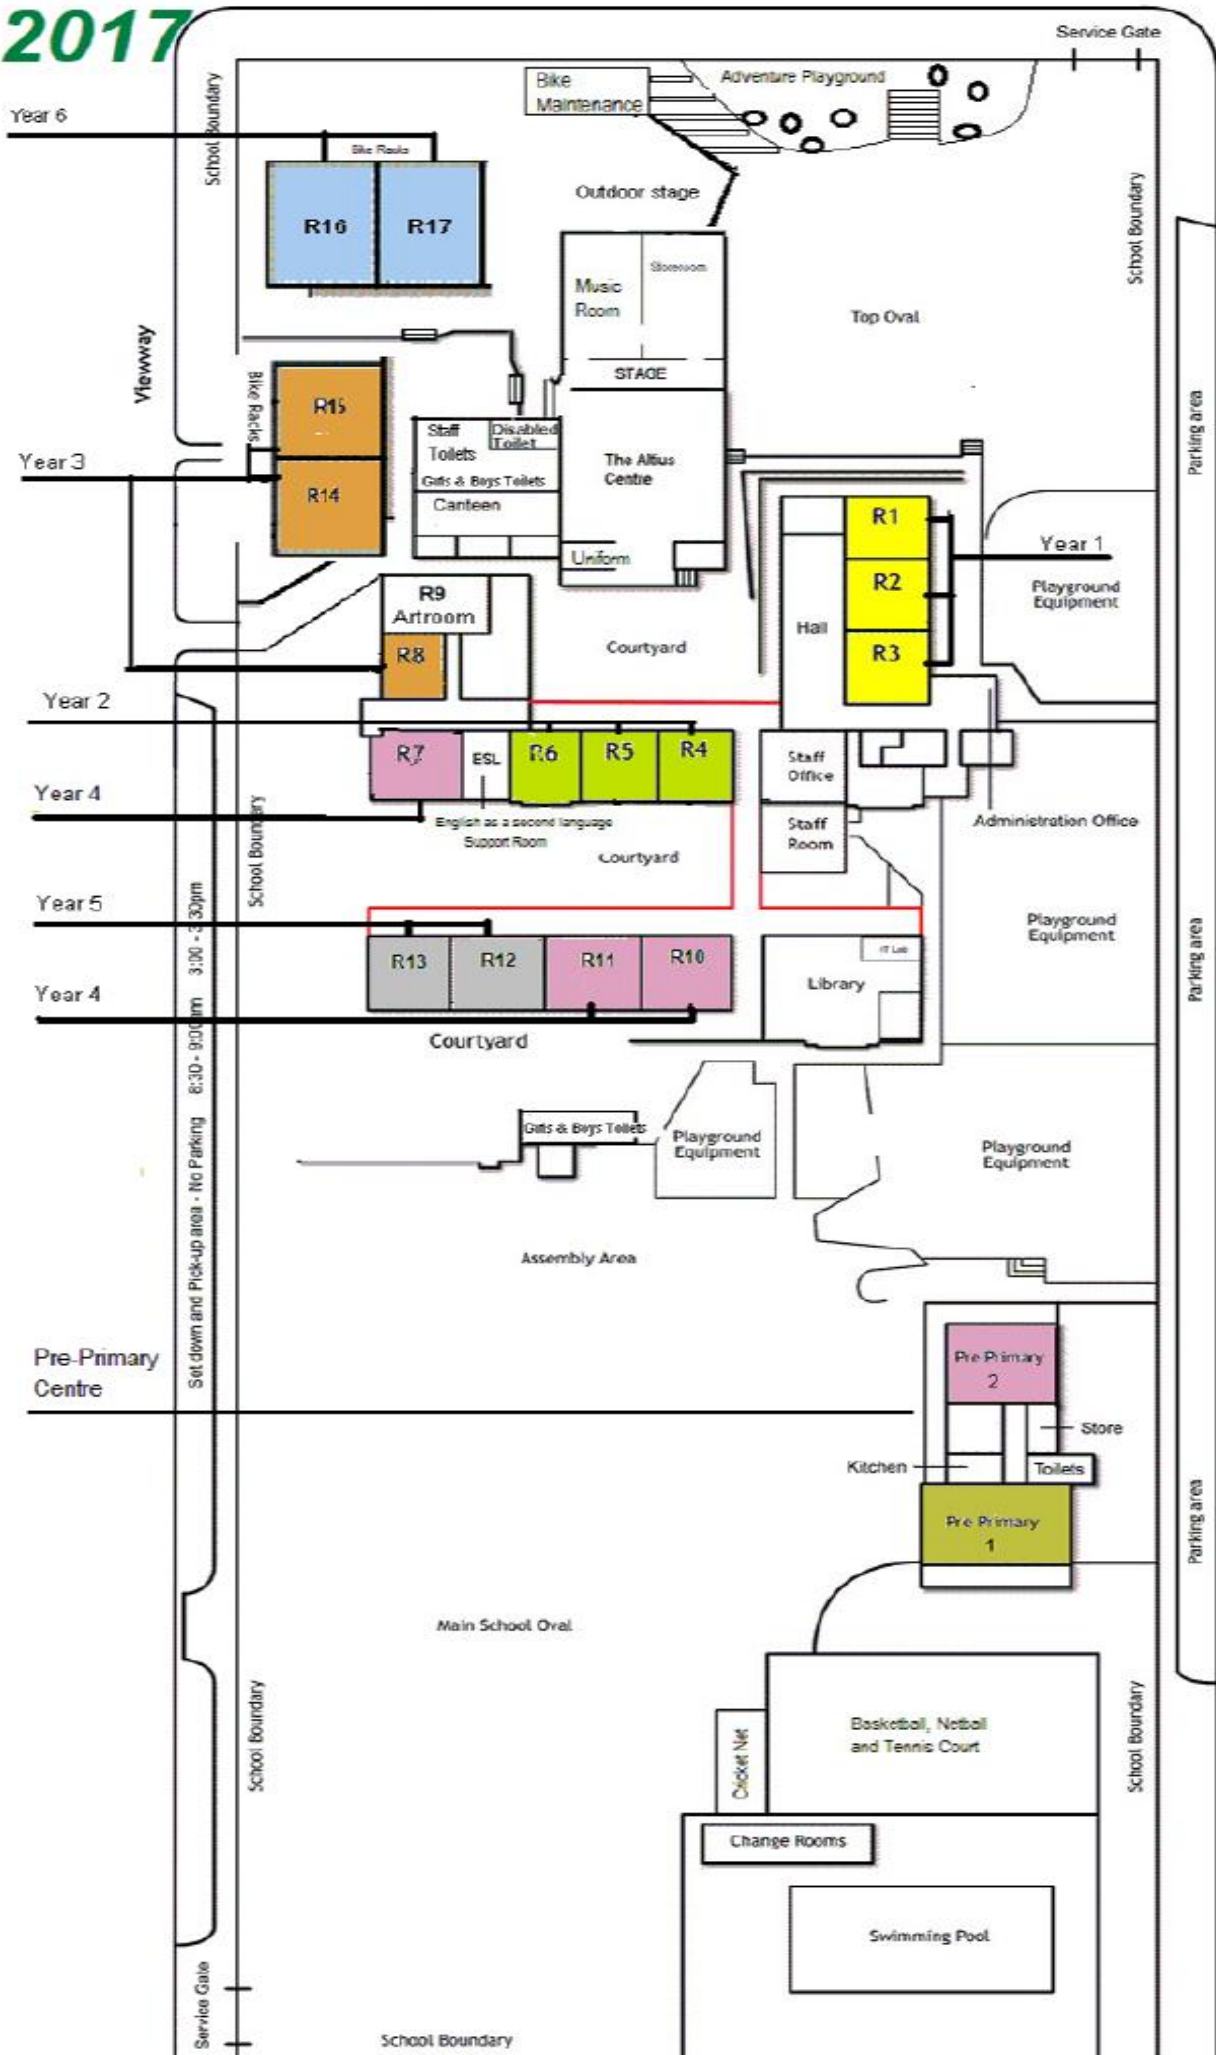 2017
Service Gate
Bike
Maintenance
Adventure Playground
School Boundary
Year 6
Bike Racks
R16
R17
Outdoor stage
School Boundary
Music
Room
Storeroom
Top Oval
Viewway
STAGE
Bike Racks
R15
Parking area
Staff
Toilets
Disabled
Toilet
The Altius
Centre
Year 3
R14
Girls & Boys Toilets
Canteen
R1
Uniform
Year 1
R2
Playground
Equipment
R9
Artroom
Hall
Courtyard
R8
R3
Year 2
R7
ESL
R6
R5
R4
Staff
Office
Year 4
English as a second language
Support Room
Staff
Room
Administration Office
School Boundary
Courtyard
Year 5
Playground
Equipment
Parking area
R13
R12
R11
R10
IT Lab
Library
Year 4
Courtyard
Set down and Pick-up area - No Parking 8:30 - 9:00am 3:00 - 3:30pm
Girls & Boys Toilets
Playground
Equipment
Playground
Equipment
Assembly Area
Pre-Primary
Centre
Pre Primary
2
Store
Kitchen
Toilets
Pre Primary
1
Parking area
Main School Oval
School Boundary
School Boundary
Basketball, Netball
and Tennis Court
Cricket Net
Change Rooms
Swimming Pool
Service Gate
School Boundary